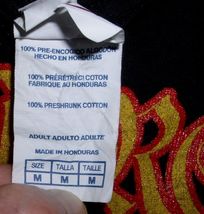 100% PRE-ENCOGIDO ALGODON
HECHO EN HONDURAS
100% PRÉRÉTRÉCI COTTON
FABRIQUE AU HONDURAS
100% PRESHRUNK COTTON
ADULT ADULTO ADULTE
MADE IN HONDURAS
SIZE TALLA TAILLE
M M M